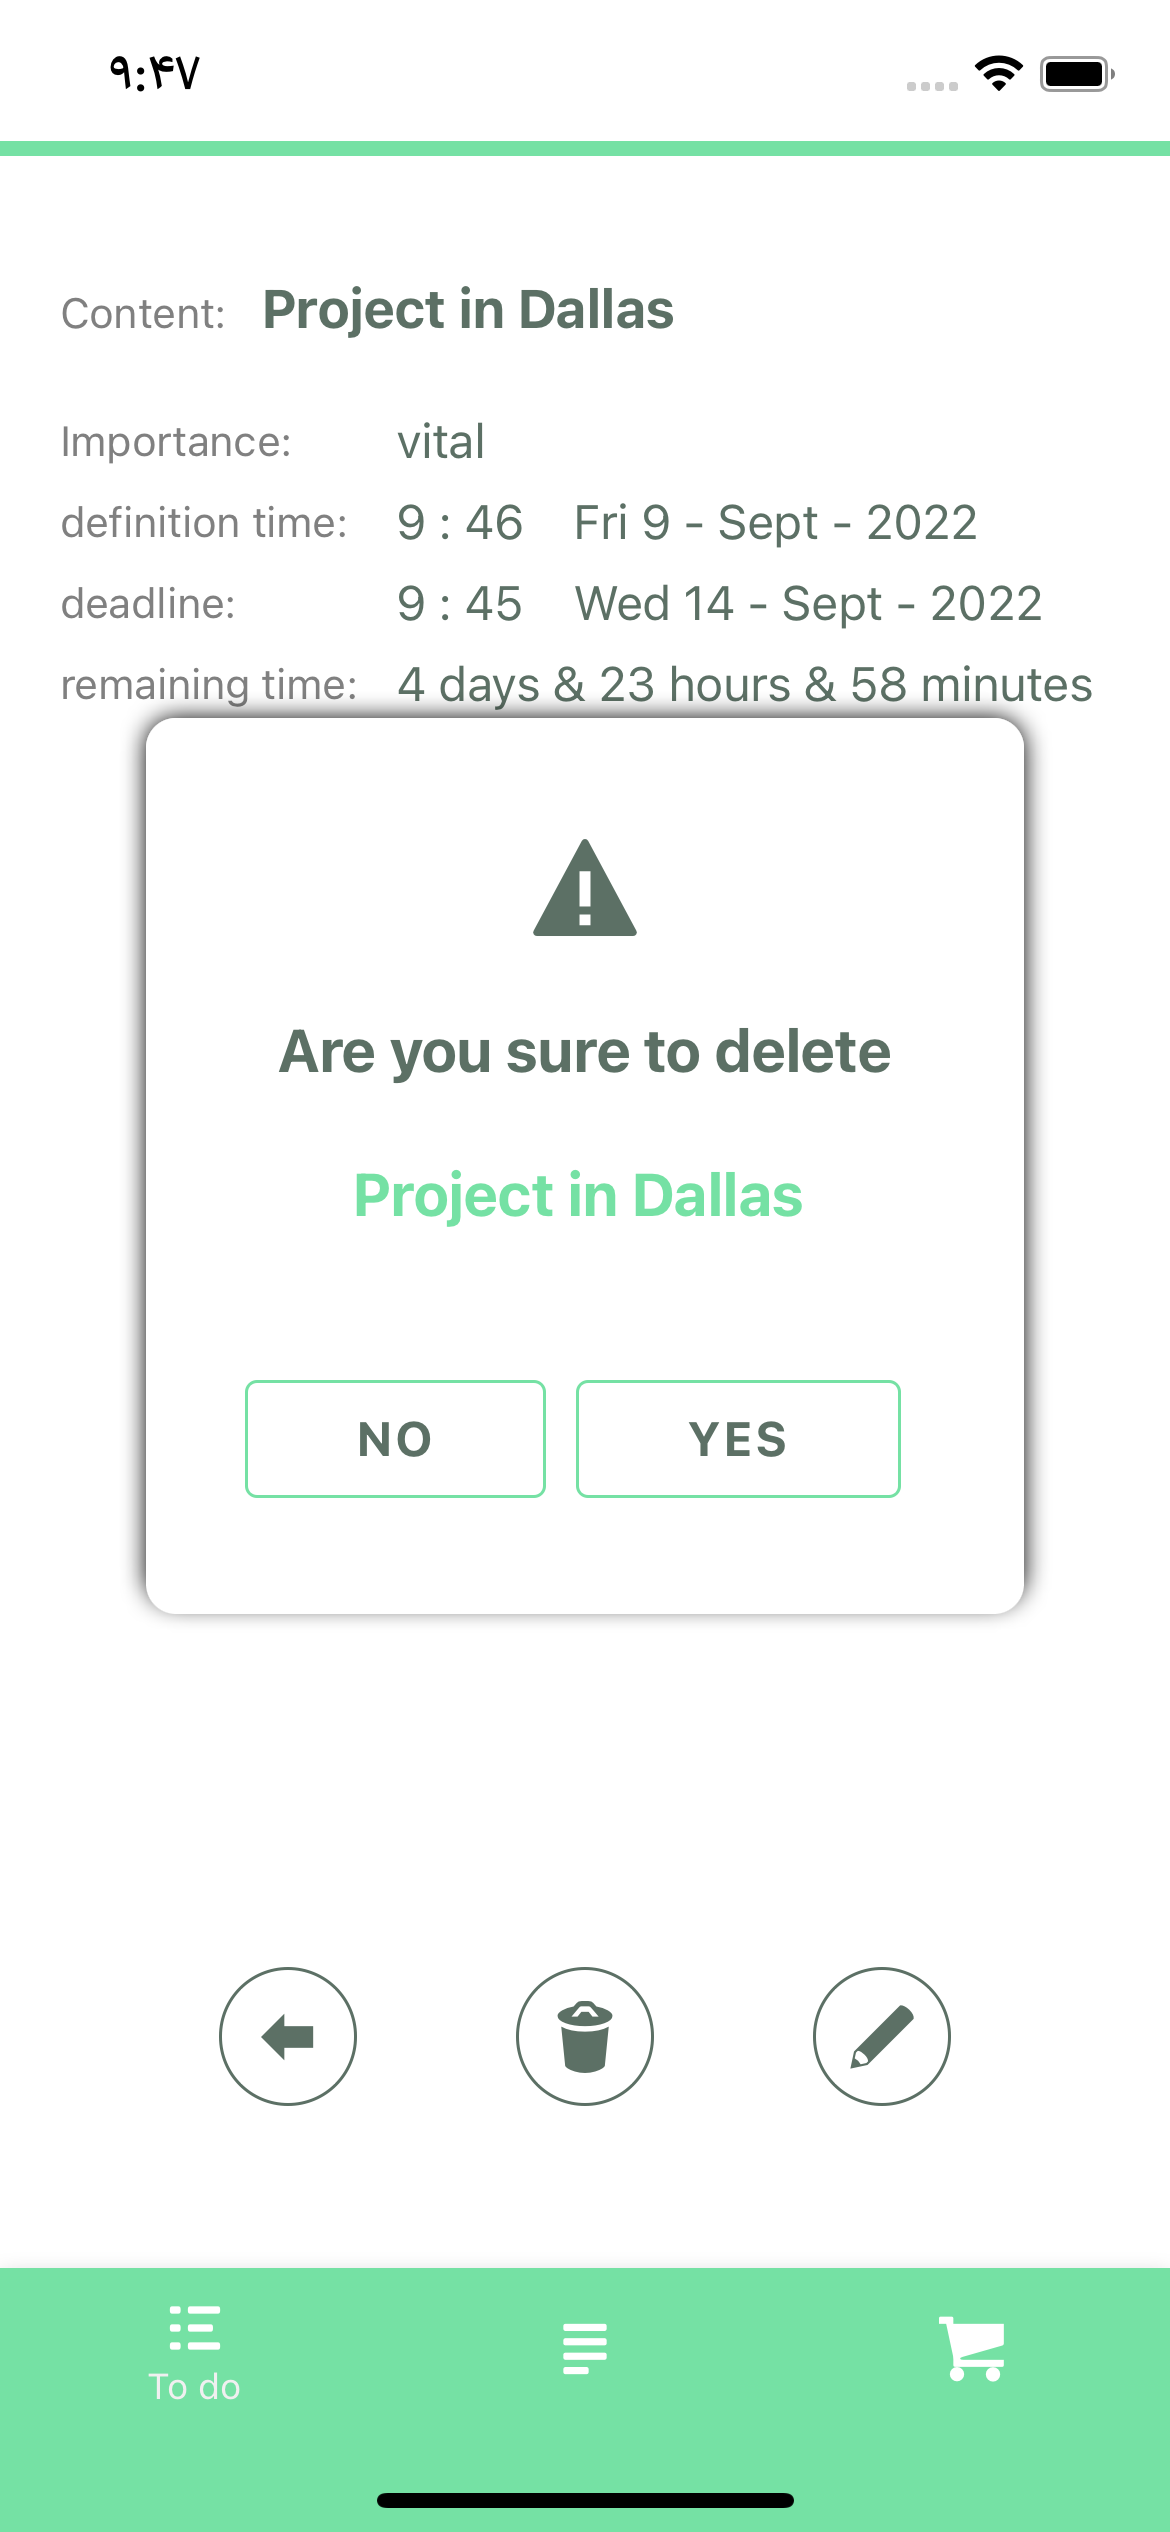 ۹:۴۷
Content: Project in Dallas
Importance: vital
definition time: 9 : 46 Fri 9 - Sept - 2022
deadline: 9 : 45 Wed 14 - Sept - 2022
remaining time: 4 days & 23 hours & 58 minutes
Are you sure to delete
Project in Dallas
NO YES
To do